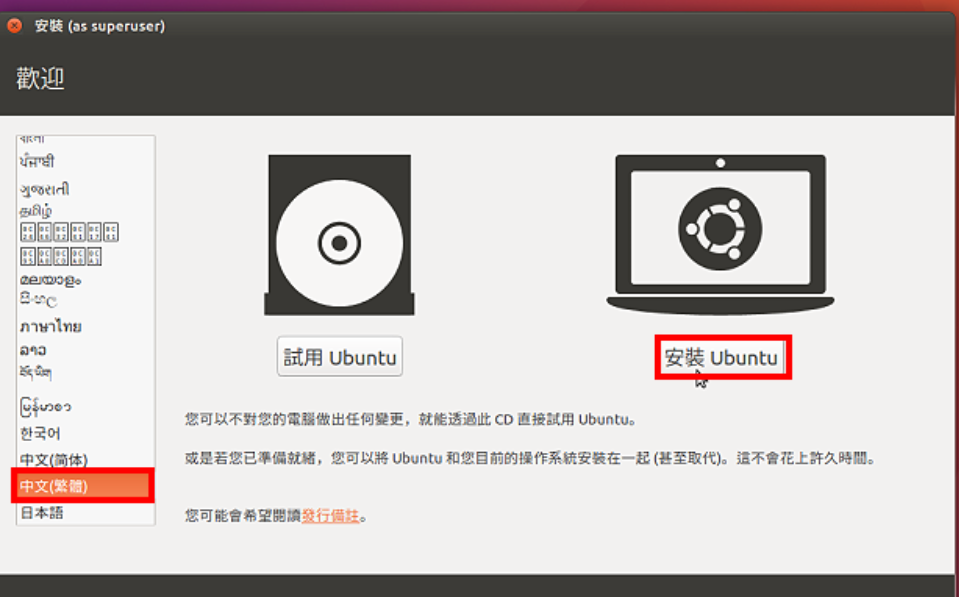 安裝 (as superuser)
歡迎
ਪੰਜਾਬੀ
ગુજરાતી
தமிழ்
മലയാളം
සිංහල
ภาษาไทย
ລາວ
རྫོང་ཁ
မြန်မာစာ
한국어
中文(简体)
中文(繁體)
日本語
試用 Ubuntu
安裝 Ubuntu
您可以不對您的電腦做出任何變更，就能透過此 CD 直接試用 Ubuntu。
或是若您已準備就緒，您可以將 Ubuntu 和您目前的操作系統安裝在一起 (甚至取代)。這不會花上許久時間。
您可能會希望閱讀發行備註。